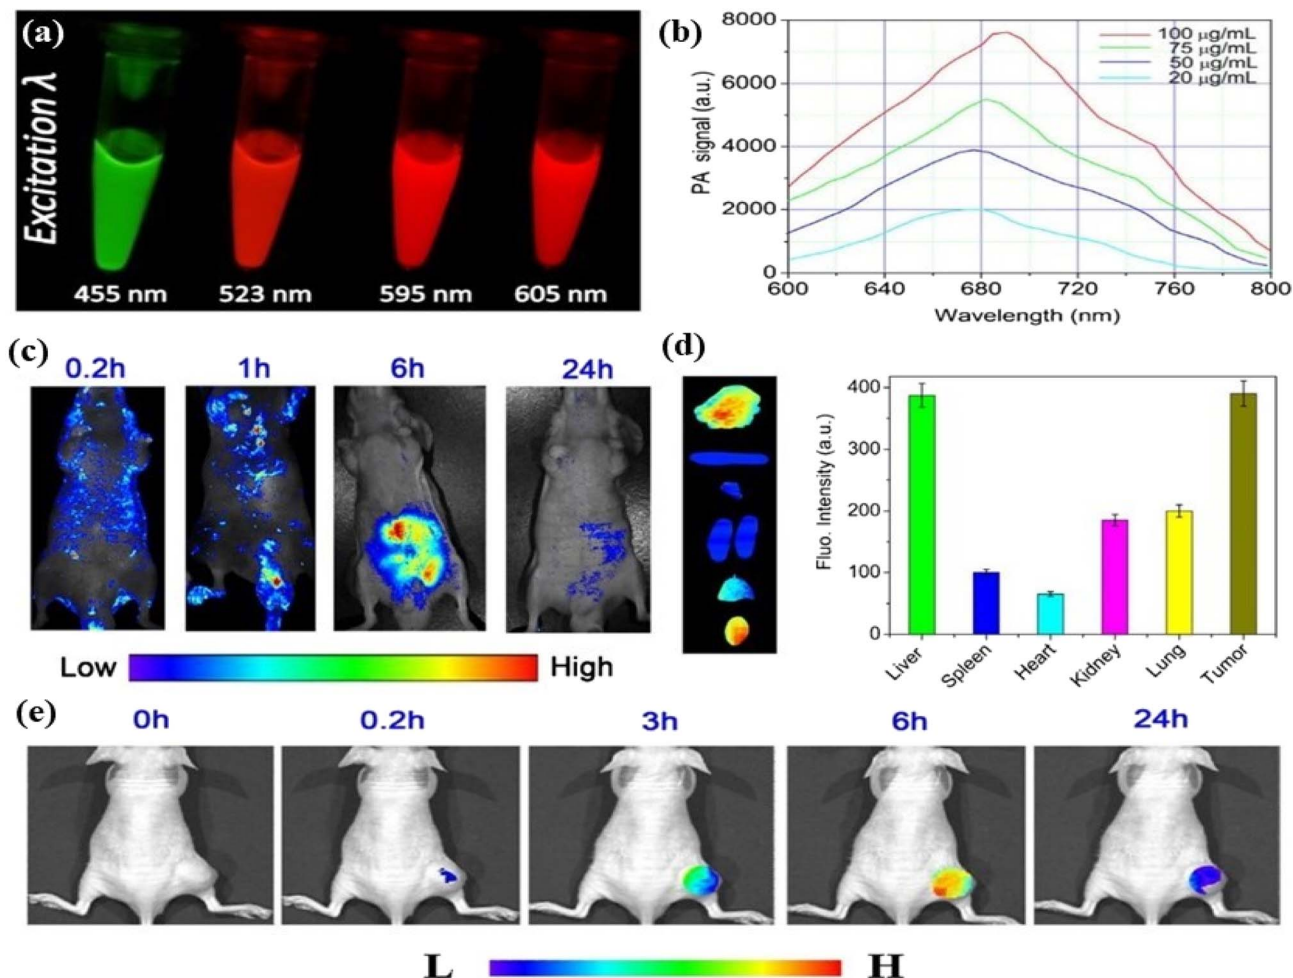 (a)
Excitation λ
455 nm 523 nm 595 nm 605 nm
(b)
8000
6000
4000
2000
0
PA signal (a.u.)
100 μg/mL
75 μg/mL
50 μg/mL
20 μg/mL
600 640 680 720 760 800
Wavelength (nm)
(c)
0.2h 1h 6h 24h
Low High
(d)
400
300
200
100
0
Fluo. Intensity (a.u.)
Liver Spleen Heart Kidney Lung Tumor
(e)
0h 0.2h 3h 6h 24h
L H